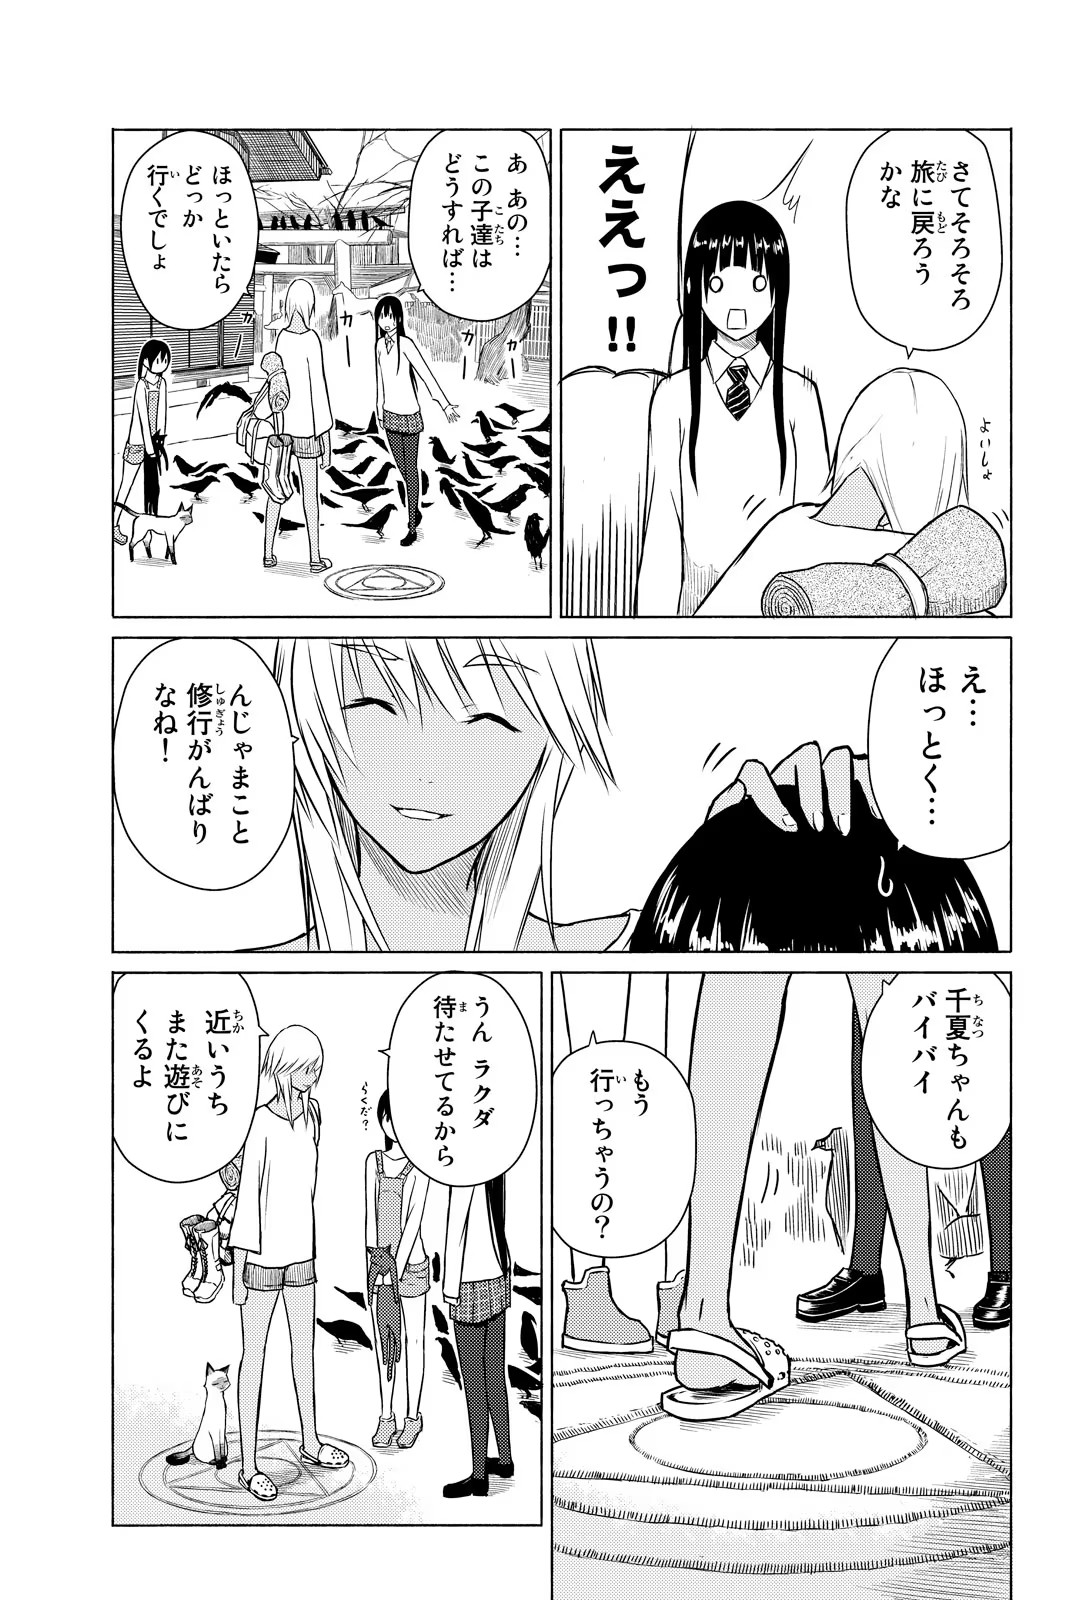 さてそろそろ
旅に戻ろう
かな
よいしょ
ええっ!!
あ あの…
この子達は
どうすれば…
ほっといたら
どっか
行くでしょ
カー
カー
え…
ほっとく…
んじゃまこと
修行がんばり
なね!
千夏ちゃんも
バイバイ
もう
行っちゃうの?
うん ラクダ
待たせてるから
らくだ?
近いうち
また遊びに
くるよ